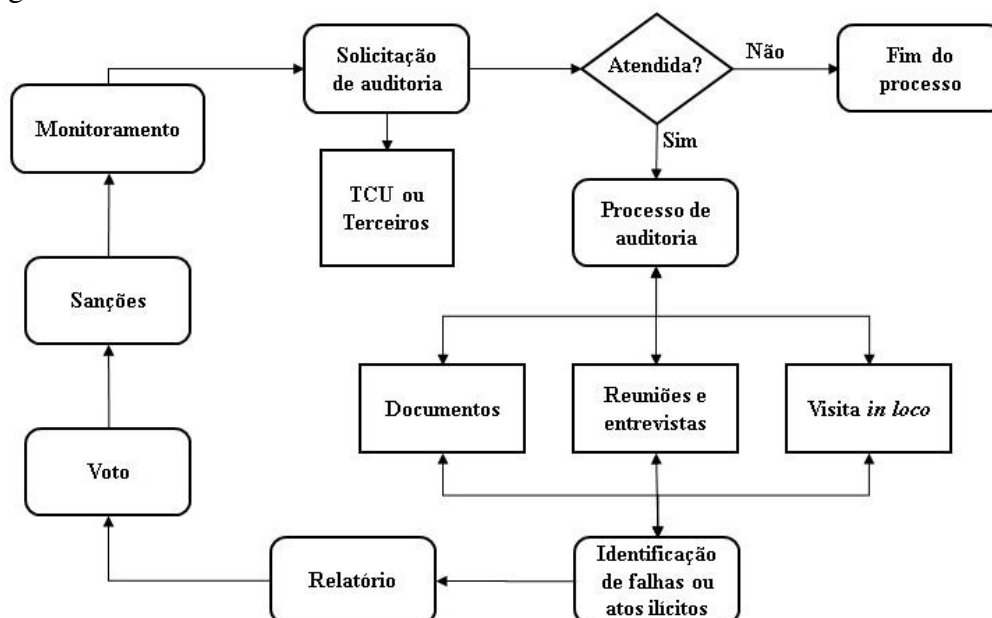 g
Solicitação
de auditoria
Atendida?
Não
Fim do
processo
Monitoramento
Sim
TCU ou
Terceiros
Processo de
auditoria
Sanções
Documentos
Reuniões e
entrevistas
Visita in loco
Voto
Relatório
Identificação
de falhas ou
atos ilícitos